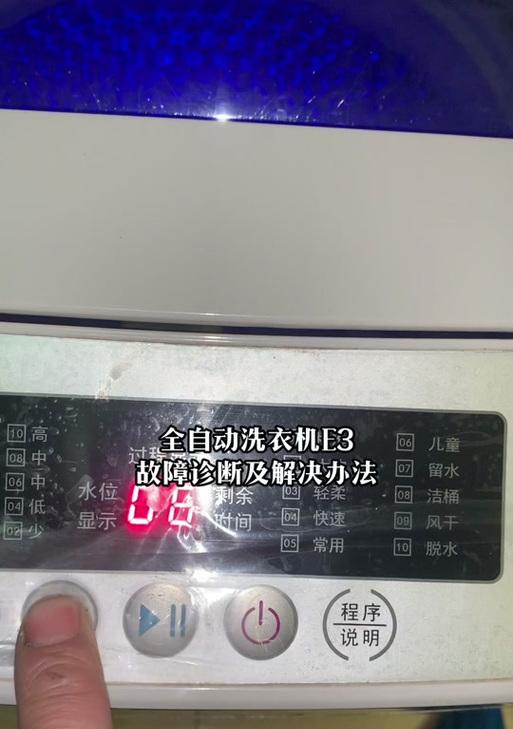 全自动洗衣机E3
故障诊断及解决办法
10 高
08 中
06 中
04 低
02 少
水位
显示
剩余
时间
03 轻柔
04 快速
05 常用
06 儿童
07 留水
08 洁桶
09 风干
10 脱水
程序
说明